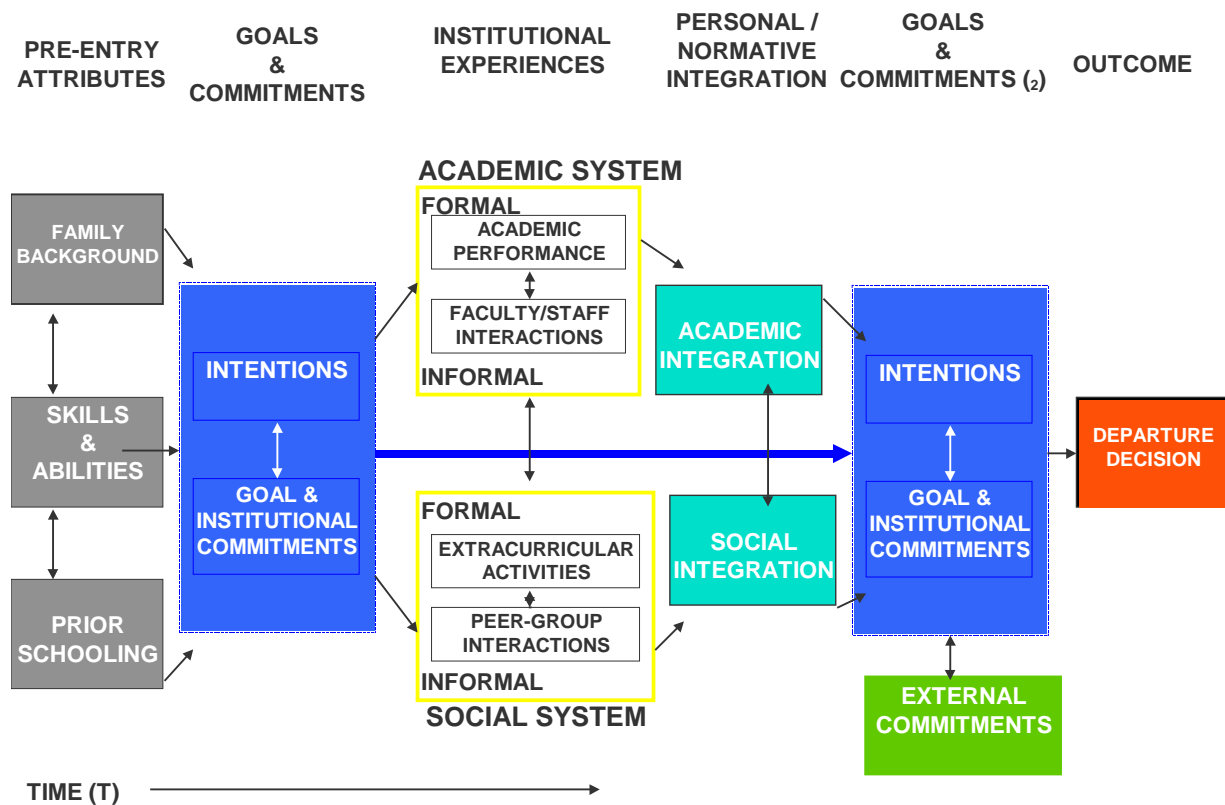 PRE-ENTRY
ATTRIBUTES
GOALS
&
COMMITMENTS
INSTITUTIONAL
EXPERIENCES
PERSONAL /
NORMATIVE
INTEGRATION
GOALS
&
COMMITMENTS (₂)
OUTCOME
FAMILY
BACKGROUND
SKILLS
&
ABILITIES
PRIOR
SCHOOLING
INTENTIONS
GOAL &
INSTITUTIONAL
COMMITMENTS
ACADEMIC SYSTEM
FORMAL
ACADEMIC
PERFORMANCE
FACULTY/STAFF
INTERACTIONS
INFORMAL
FORMAL
EXTRACURRICULAR
ACTIVITIES
PEER-GROUP
INTERACTIONS
INFORMAL
SOCIAL SYSTEM
ACADEMIC
INTEGRATION
SOCIAL
INTEGRATION
INTENTIONS
GOAL &
INSTITUTIONAL
COMMITMENTS
EXTERNAL
COMMITMENTS
DEPARTURE
DECISION
TIME (T)